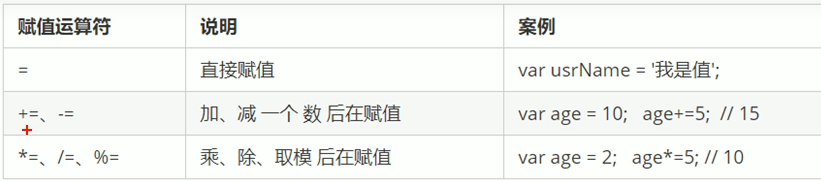 赋值运算符 说明 案例
= 直接赋值 var usrName = '我是值';
+=、-= 加、减 一个 数 后在赋值 var age = 10; age+=5; // 15
*=、/=、%= 乘、除、取模 后在赋值 var age = 2; age*=5; // 10